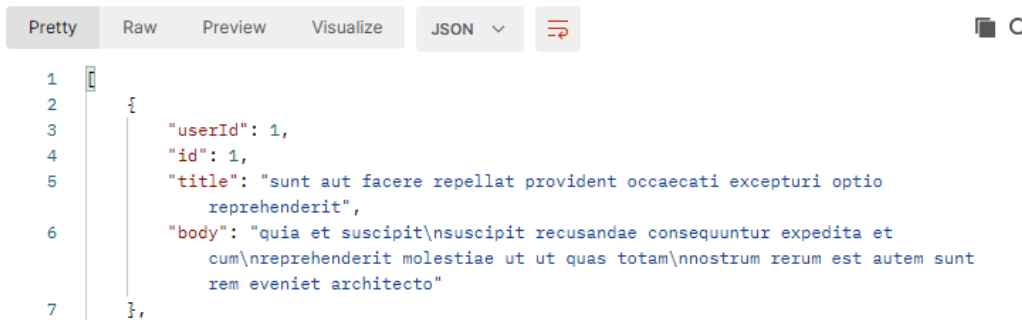 Pretty Raw Preview Visualize JSON
1 [
2 {
3 "userId": 1,
4 "id": 1,
5 "title": "sunt aut facere repellat provident occaecati excepturi optio
reprehenderit",
6 "body": "quia et suscipit\nsuscipit recusandae consequuntur expedita et
cum\nreprehenderit molestiae ut ut quas totam\nnostrum rerum est autem sunt
rem eveniet architecto"
7 },